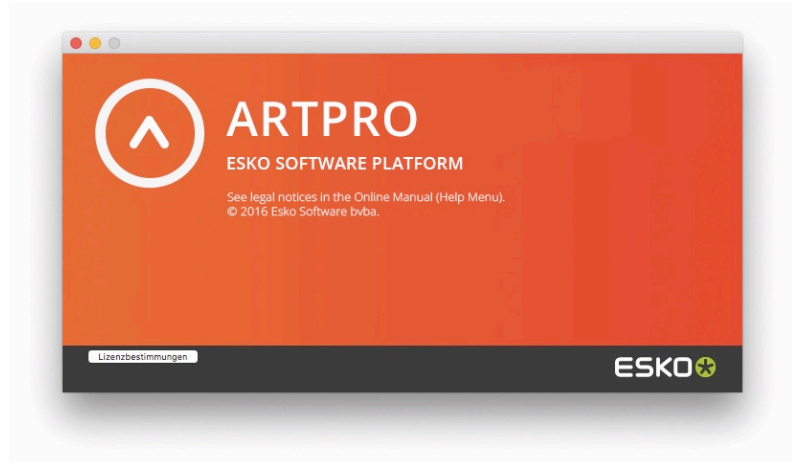 ARTPRO
ESKO SOFTWARE PLATFORM
See legal notices in the Online Manual (Help Menu).
© 2016 Esko Software bvba.
Lizenzbestimmungen
ESKO